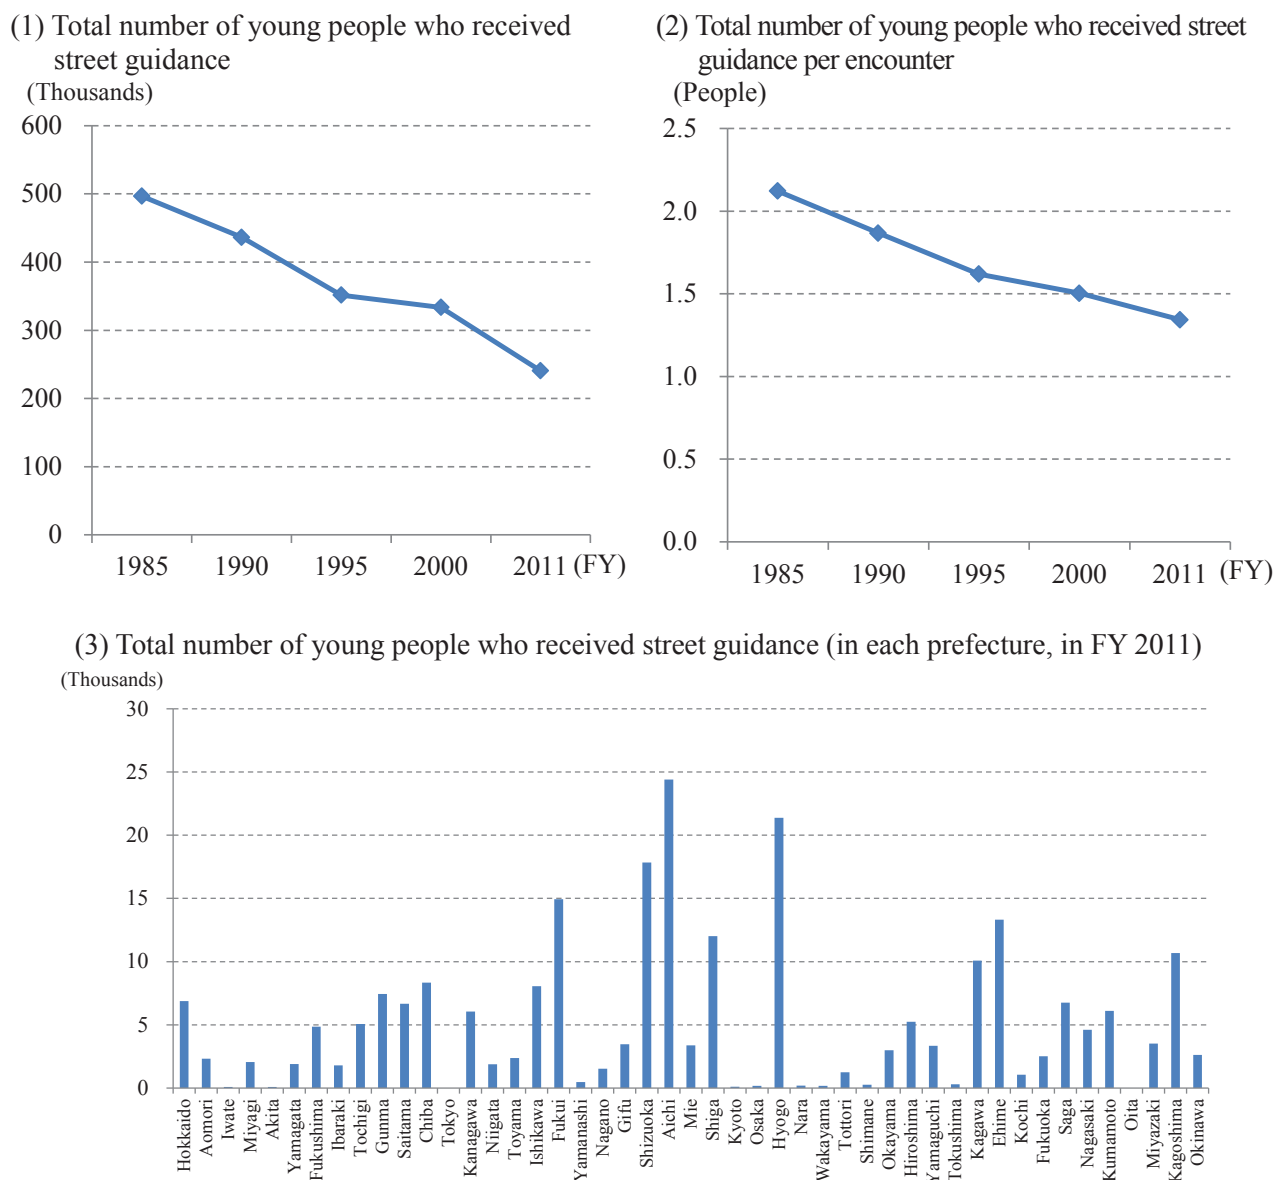 (1) Total number of young people who received
street guidance
(Thousands)
600
500
400
300
200
100
0
1985 1990 1995 2000 2011 (FY)
(2) Total number of young people who received street
guidance per encounter
(People)
2.5
2.0
1.5
1.0
0.5
0.0
1985 1990 1995 2000 2011 (FY)
(3) Total number of young people who received street guidance (in each prefecture, in FY 2011)
(Thousands)
30
25
20
15
10
5
0
Hokkaido
Aomori
Iwate
Miyagi
Akita
Yamagata
Fukushima
Ibaraki
Tochigi
Gunma
Saitama
Chiba
Tokyo
Kanagawa
Niigata
Toyama
Ishikawa
Fukui
Yamanashi
Nagano
Gifu
Shizuoka
Aichi
Mie
Shiga
Kyoto
Osaka
Hyogo
Nara
Wakayama
Tottori
Shimane
Okayama
Hiroshima
Yamaguchi
Tokushima
Kagawa
Ehime
Kochi
Fukuoka
Saga
Nagasaki
Kumamoto
Oita
Miyazaki
Kagoshima
Okinawa